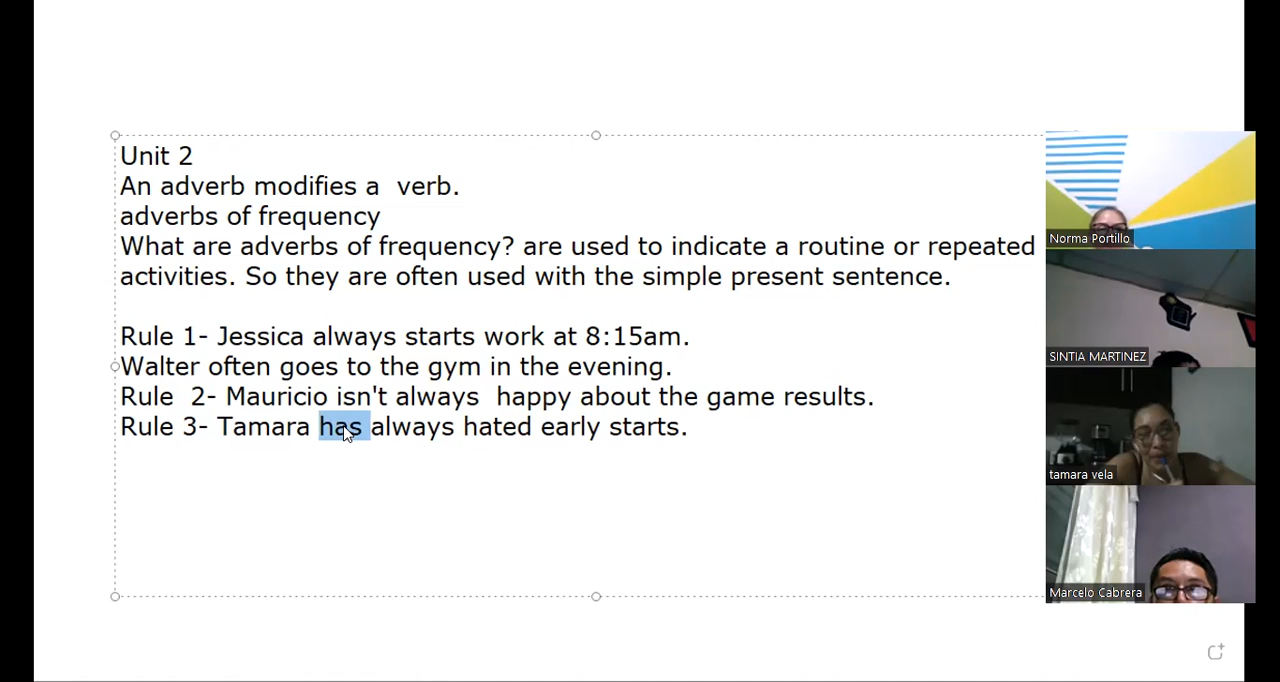 Unit 2
An adverb modifies a  verb.
adverbs of frequency
What are adverbs of frequency? are used to indicate a routine or repeated
activities. So they are often used with the simple present sentence.
Rule 1- Jessica always starts work at 8:15am.
Walter often goes to the gym in the evening.
Rule  2- Mauricio isn't always  happy about the game results.
Rule 3- Tamara has always hated early starts.
Norma Portillo
SINTIA MARTINEZ
tamara vela
Marcelo Cabrera